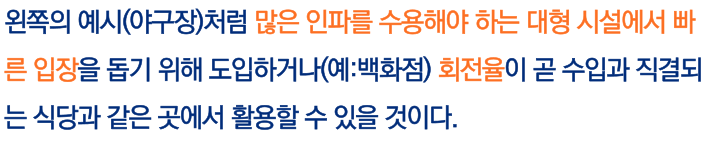 왼쪽의 예시(야구장)처럼 많은 인파를 수용해야 하는 대형 시설에서 빠
른 입장을 돕기 위해 도입하거나(예:백화점) 회전율이 곧 수입과 직결되
는 식당과 같은 곳에서 활용할 수 있을 것이다.